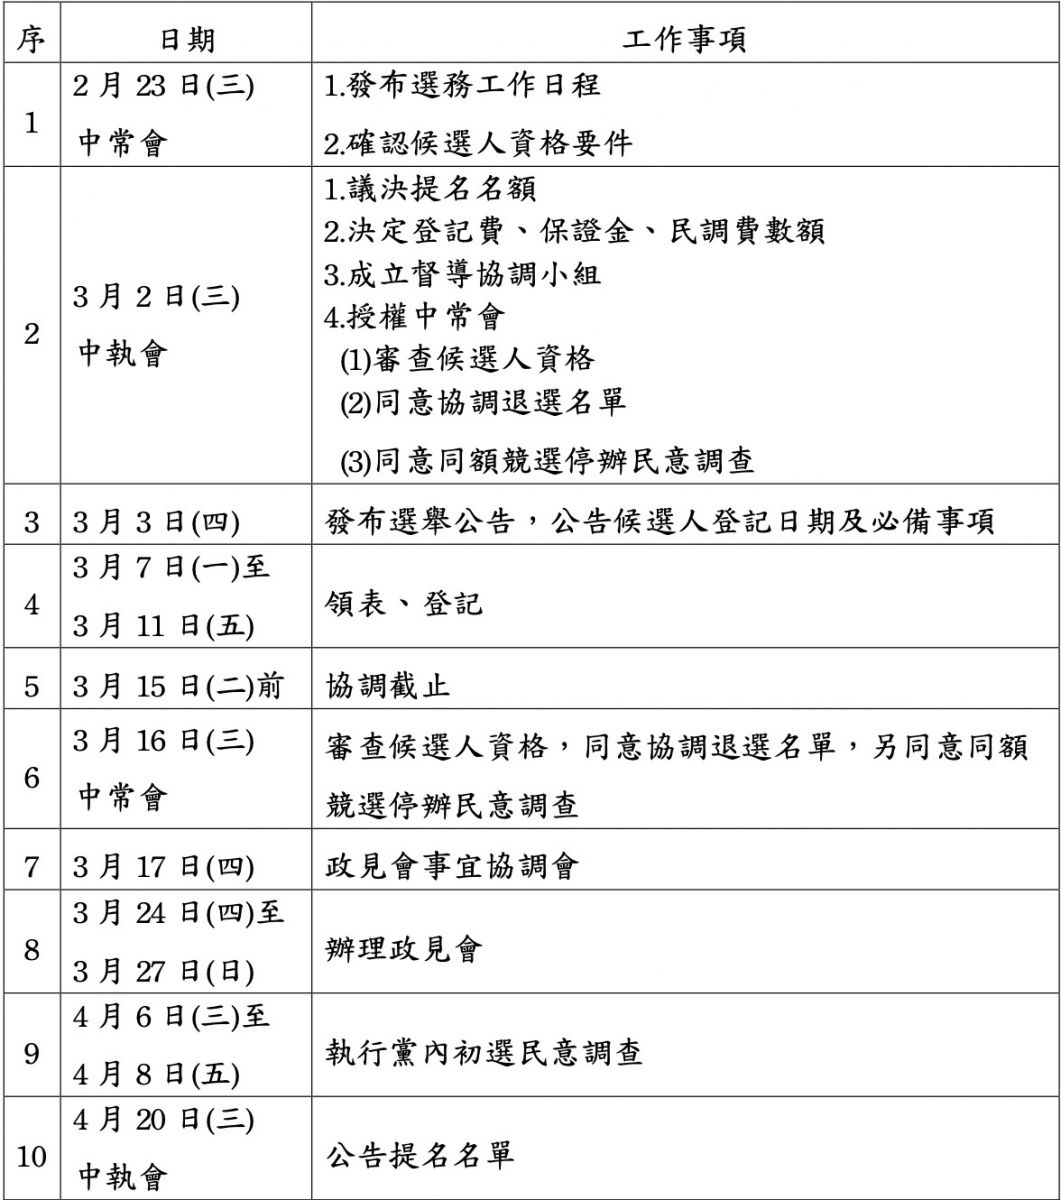 序 日期 工作事項
1
2 月 23 日(三)
中常會
1.發布選務工作日程
2.確認候選人資格要件
2
3 月 2 日(三)
中執會
1.議決提名名額
2.決定登記費、保證金、民調費數額
3.成立督導協調小組
4.授權中常會
(1)審查候選人資格
(2)同意協調退選名單
(3)同意同額競選停辦民意調查
3 3 月 3 日(四) 發布選舉公告，公告候選人登記日期及必備事項
4
3 月 7 日(一)至
3 月 11 日(五)
領表、登記
5 3 月 15 日(二)前 協調截止
6
3 月 16 日(三)
中常會
審查候選人資格，同意協調退選名單，另同意同額
競選停辦民意調查
7 3 月 17 日(四) 政見會事宜協調會
8
3 月 24 日(四)至
3 月 27 日(日)
辦理政見會
9
4 月 6 日(三)至
4 月 8 日(五)
執行黨內初選民意調查
10
4 月 20 日(三)
中執會
公告提名名單